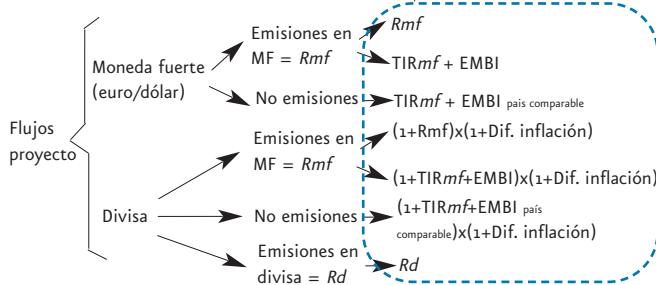 Flujos
proyecto
Moneda fuerte
(euro/dólar)
Emisiones en
MF = Rmf
Rmf
TIRmf + EMBI
No emisiones
TIRmf + EMBI país comparable
Divisa
Emisiones en
MF = Rmf
(1+Rmf)x(1+Dif. inflación)
(1+TIRmf+EMBI)x(1+Dif. inflación)
No emisiones
(1+TIRmf+EMBI país
comparable)x(1+Dif. inflación)
Emisiones en
divisa = Rd
Rd